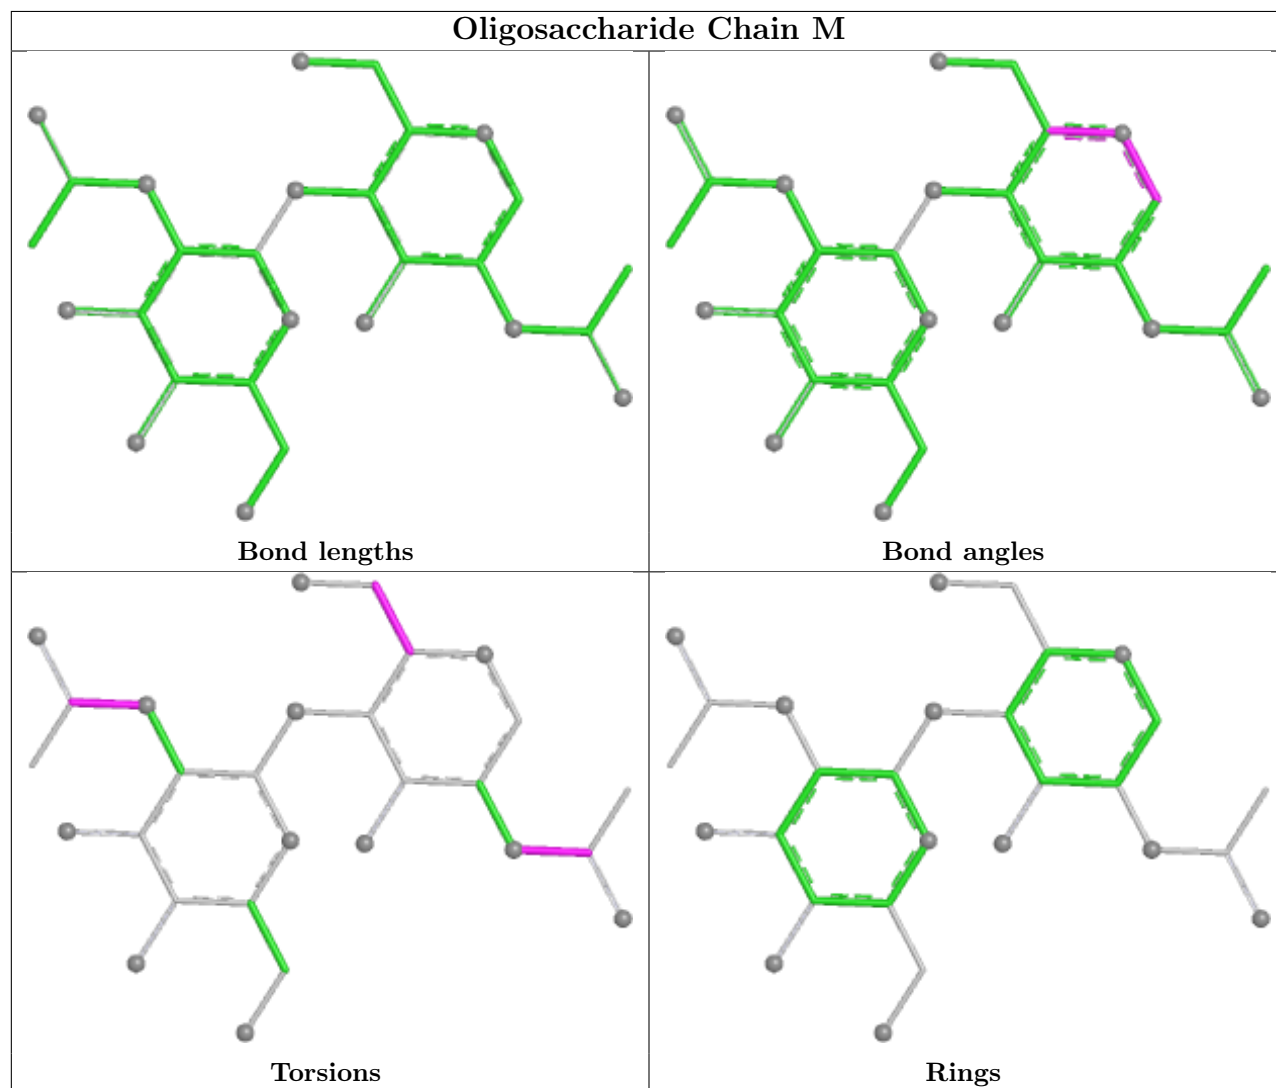 Oligosaccharide Chain M
Bond lengths
Bond angles
Torsions
Rings